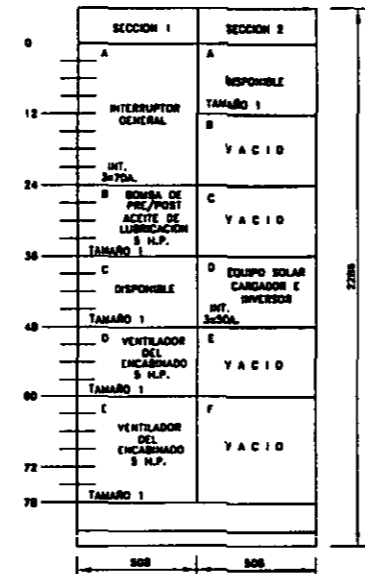 SECCION 1
SECCION 2
0
12
24
36
48
60
72
78
A
INTERRUPTOR
GENERAL
INT.
3x70A.
B
BOMBA DE
PRE/POST
ACEITE DE
LUBRICACION
5 H.P.
TAMAÑO 1
C
DISPONIBLE
TAMAÑO 1
D
VENTILADOR
DEL
ENCABINADO
5 H.P.
TAMAÑO 1
E
VENTILADOR
DEL
ENCABINADO
5 H.P.
TAMAÑO 1
A
DISPONIBLE
TAMAÑO 1
B
VACIO
C
VACIO
D
EQUIPO SOLAR
CARGADOR E
INVERSOR
INT.
3x30A.
E
VACIO
F
VACIO
2286
508
508